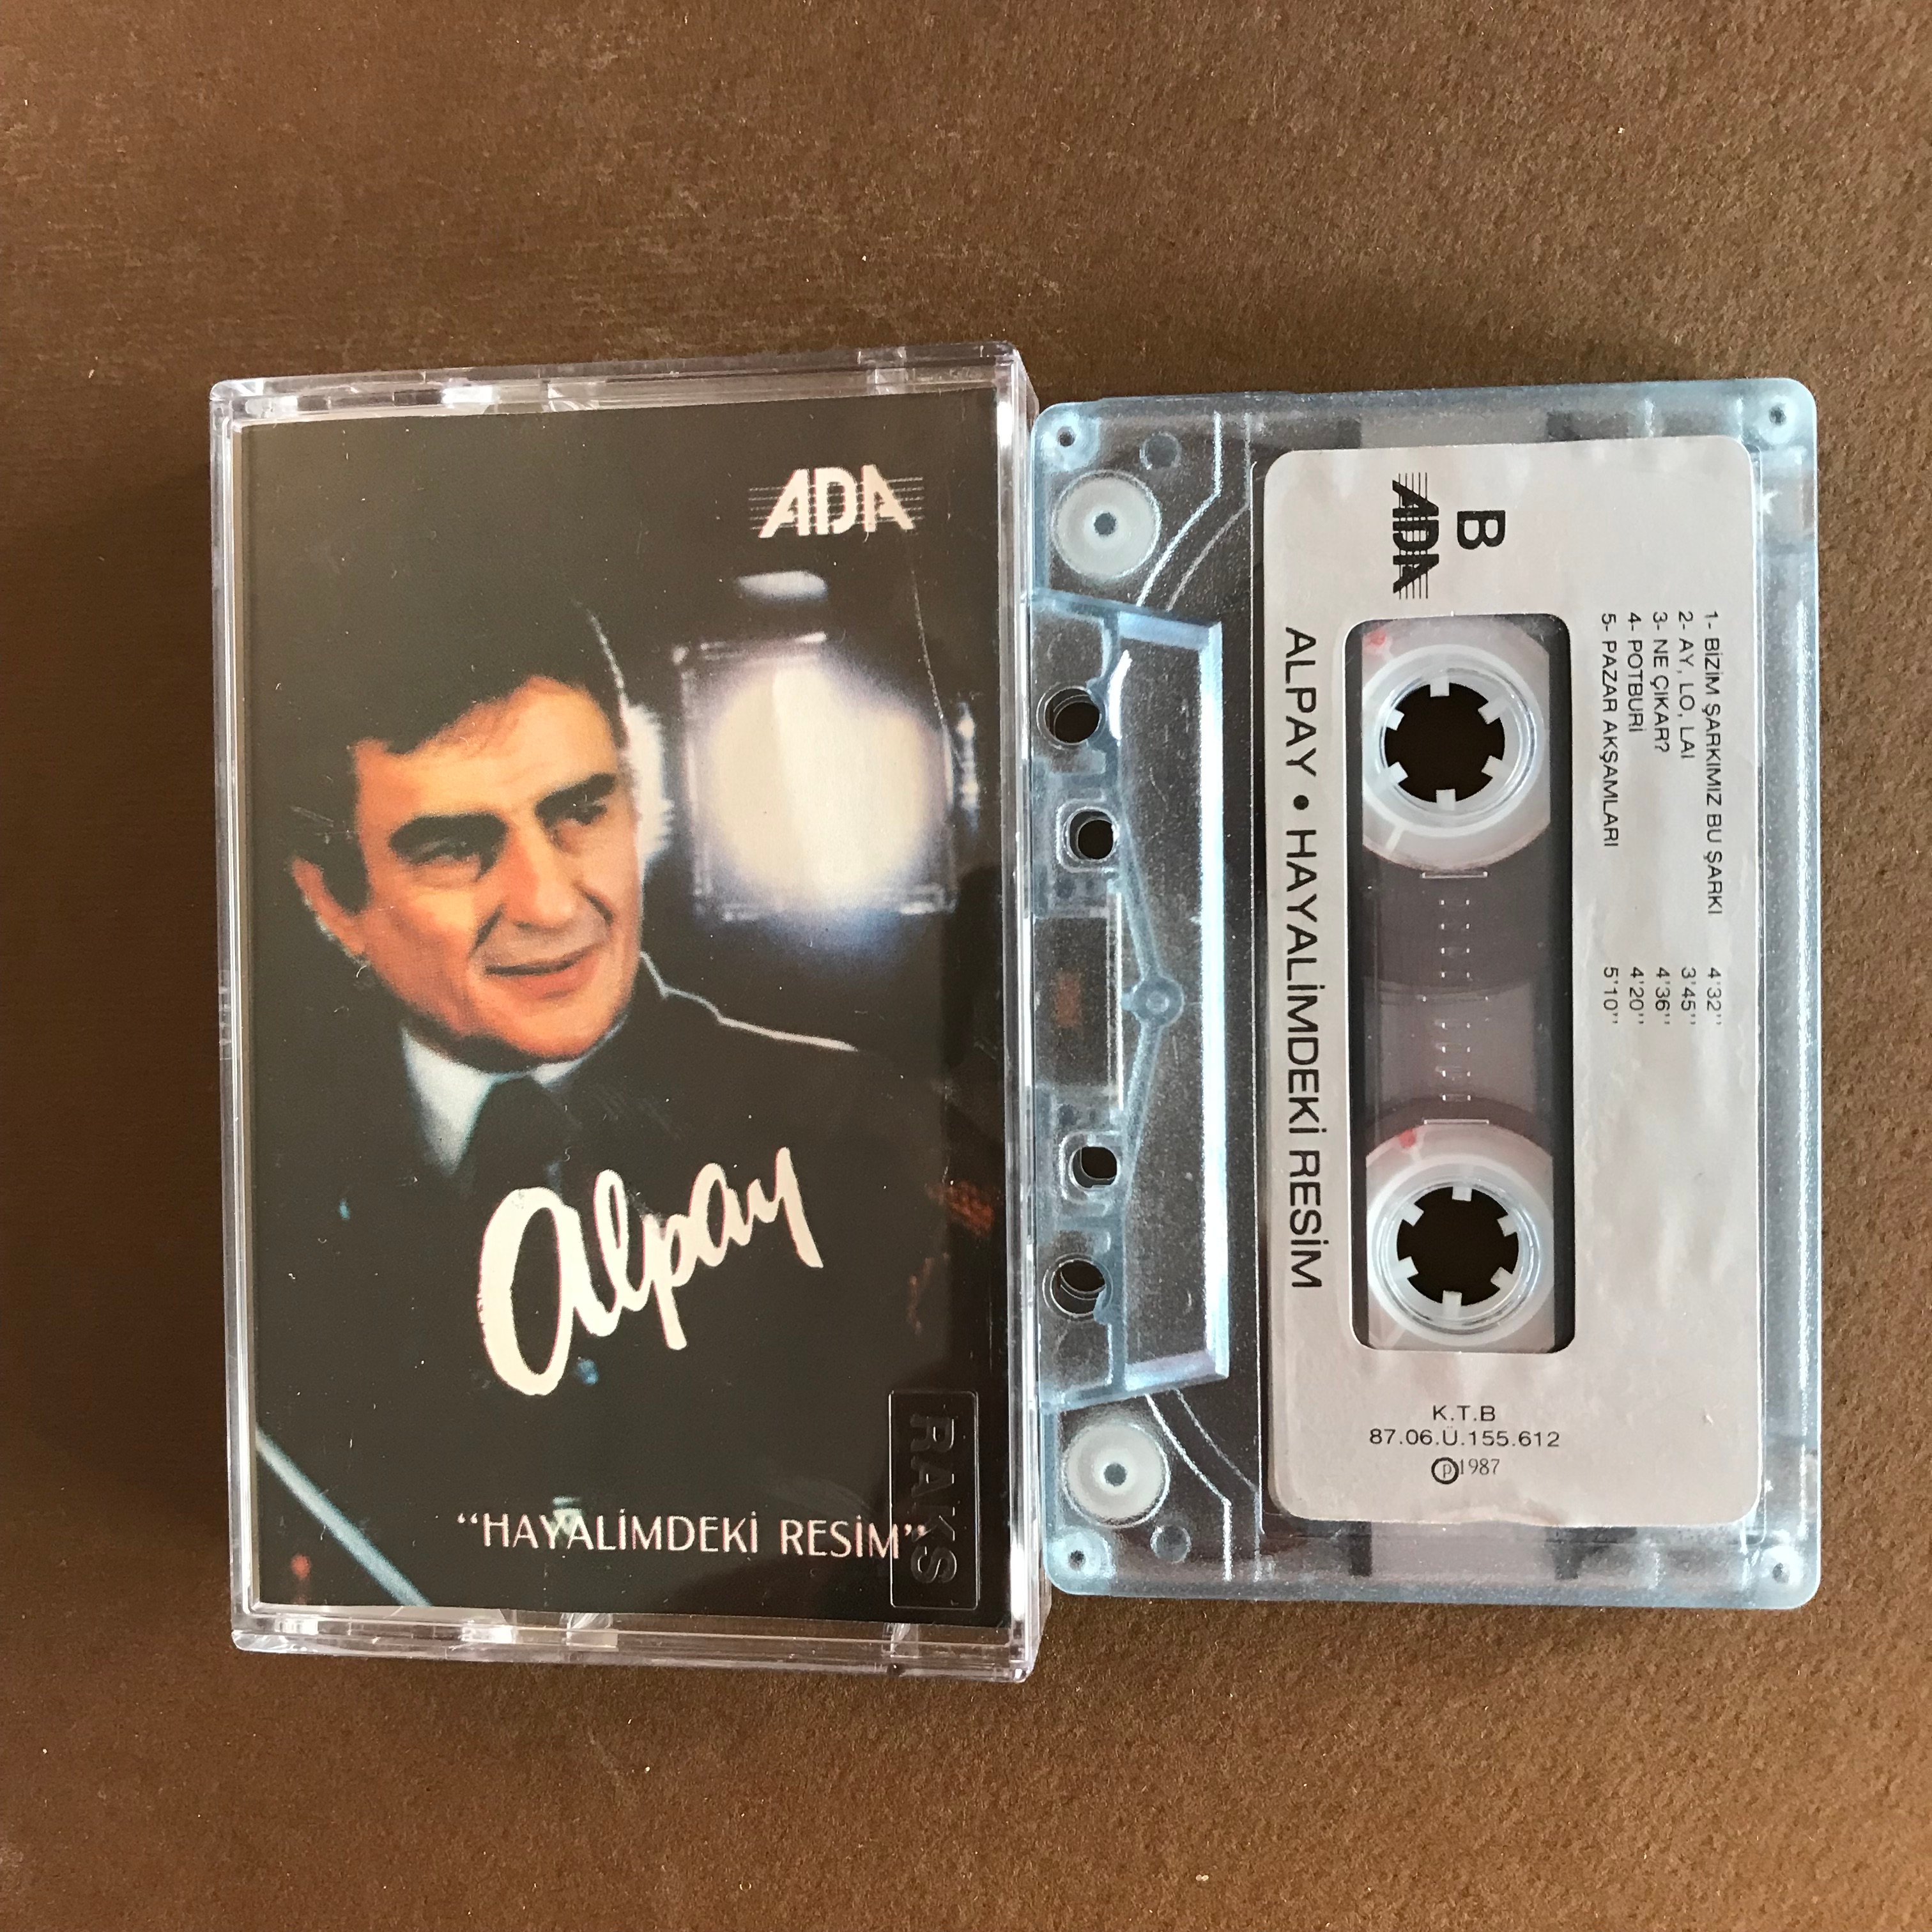 ADA
Alpay
"HAYALİMDEKİ RESİM"
RAKS
B
ADA
1- BİZİM ŞARKIMIZ BU ŞARKI 4'32''
2- AY, LO, LAI 3'45''
3- NE ÇIKAR? 4'36''
4- POTBURİ 4'20''
5- PAZAR AKŞAMLARI 5'10''
ALPAY • HAYALİMDEKİ RESİM
K.T.B
87.06.Ü.155.612
℗1987